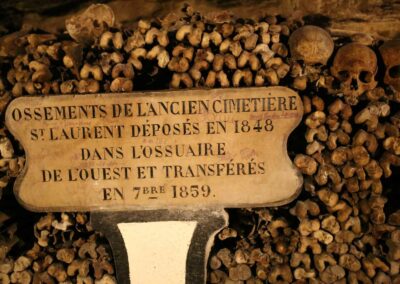 OSSEMENTS DE L'ANCIEN CIMETIÈRE
ST LAURENT DÉPOSÉS EN 1848
DANS L'OSSUAIRE
DE L'OUEST ET TRANSFÉRÉS
EN 7BRE 1859.